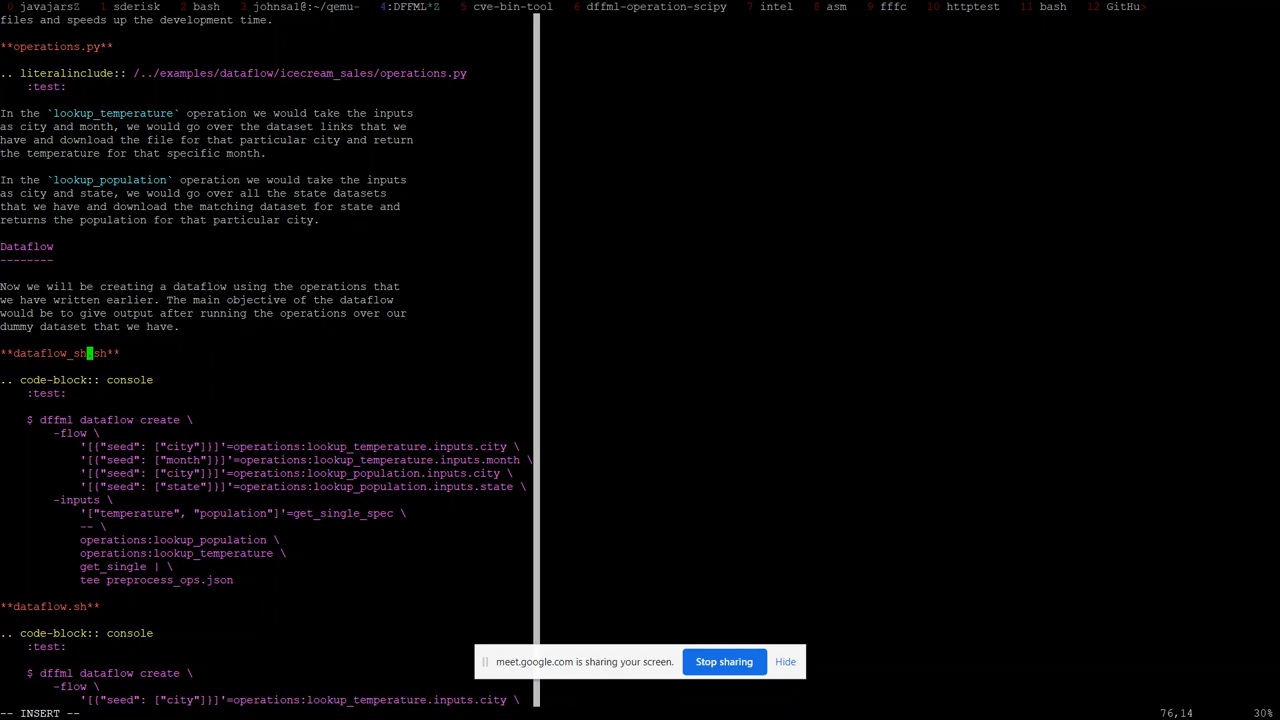 0 javajarsZ 1 sderisk 2 bash 3 johnsal@:~/qemu- 4:DFFML*Z 5 cve-bin-tool 6 dffml-operation-scipy 7 intel 8 asm 9 fffc 10 httptest 11 bash 12 GitHu>
files and speeds up the development time.
**operations.py**
.. literalinclude:: /../examples/dataflow/icecream_sales/operations.py
:test:
In the `lookup_temperature` operation we would take the inputs
as city and month, we would go over the dataset links that we
have and download the file for that particular city and return
the temperature for that specific month.
In the `lookup_population` operation we would take the inputs
as city and state, we would go over all the state datasets
that we have and download the matching dataset for state and
returns the population for that particular city.
Dataflow
--------
Now we will be creating a dataflow using the operations that
we have written earlier. The main objective of the dataflow
would be to give output after running the operations over our
dummy dataset that we have.
**dataflow_sh.sh**
.. code-block:: console
:test:
$ dffml dataflow create \
-flow \
'[{"seed": ["city"]}]'=operations:lookup_temperature.inputs.city \
'[{"seed": ["month"]}]'=operations:lookup_temperature.inputs.month \
'[{"seed": ["city"]}]'=operations:lookup_population.inputs.city \
'[{"seed": ["state"]}]'=operations:lookup_population.inputs.state \
-inputs \
'["temperature", "population"]'=get_single_spec \
-- \
operations:lookup_population \
operations:lookup_temperature \
get_single | \
tee preprocess_ops.json
**dataflow.sh**
.. code-block:: console
:test:
$ dffml dataflow create \
-flow \
'[{"seed": ["city"]}]'=operations:lookup_temperature.inputs.city \
-- INSERT -- 76,14 30%
meet.google.com is sharing your screen. Stop sharing Hide